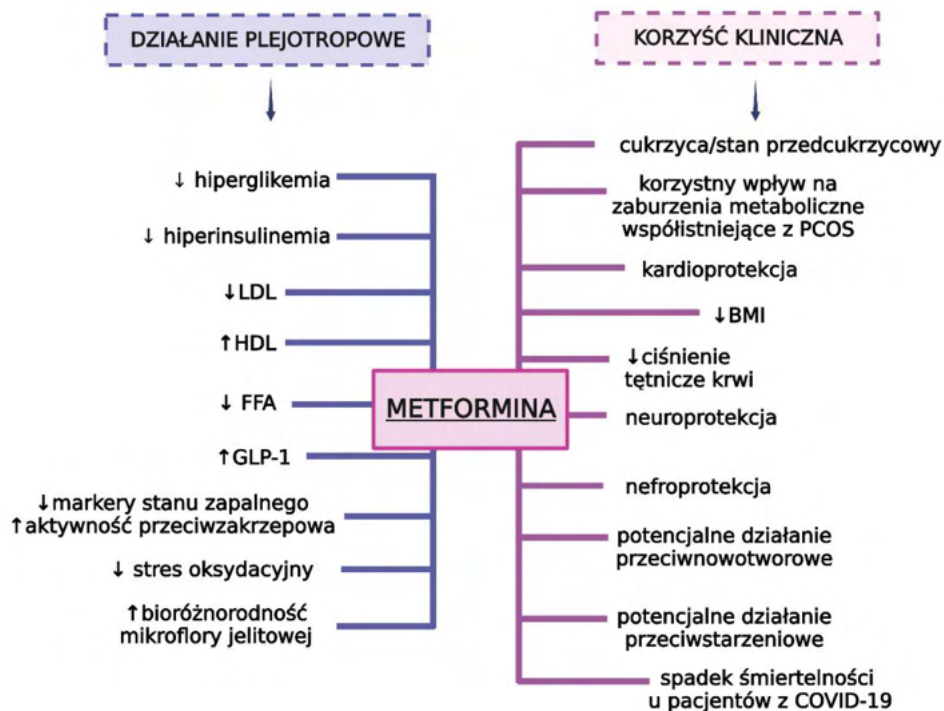 DZIAŁANIE PLEJOTROPOWE
↓ hiperglikemia
↓ hiperinsulinemia
↓LDL
↑HDL
↓ FFA
↑GLP-1
↓markery stanu zapalnego
↑aktywność przeciwzakrzepowa
↓ stres oksydacyjny
↑bioróżnorodność
mikroflory jelitowej
METFORMINA
KORZYŚĆ KLINICZNA
cukrzyca/stan przedcukrzycowy
korzystny wpływ na
zaburzenia metaboliczne
współistniejące z PCOS
kardioprotekcja
↓BMI
↓ciśnienie
tętnicze krwi
neuroprotekcja
nefroprotekcja
potencjalne działanie
przeciwnowotworowe
potencjalne działanie
przeciwstarzeniowe
spadek śmiertelności
u pacjentów z COVID-19